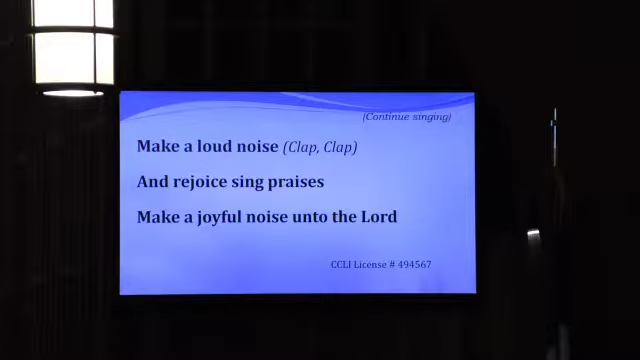 (Continue singing)
Make a loud noise (Clap, Clap)
And rejoice sing praises
Make a joyful noise unto the Lord
CCLI License # 494567